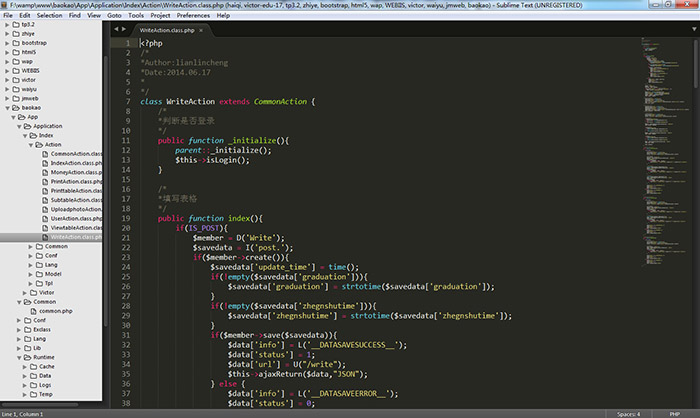 F:\wamp\www\baokao\App\Application\Index\Action\WriteAction.class.php (haiqi, victor-edu-17, tp3.2, zhiye, bootstrap, html5, wap, WEBIS, victor, waiyu, jmweb, baokao) - Sublime Text (UNREGISTERED)
File Edit Selection Find View Goto Tools Project Preferences Help
tp3.2
zhiye
bootstrap
html5
wap
WEBIS
victor
waiyu
jmweb
baokao
App
Application
Index
Action
CommonAction.class
IndexAction.class.ph
MoneyAction.class.p
PrintAction.class.ph
PrinttableAction.clas
SubtableAction.class
UploadphotoAction.c
UserAction.class.php
ViewtableAction.clas
WriteAction.class.ph
Common
Conf
Lang
Model
Tpl
Victor
Common
common.php
Conf
Exclass
Lang
Lib
Runtime
Cache
Data
Logs
Temp
WriteAction.class.php ×
1 <?php
2 /*
3 *Author:lianlincheng
4 *Date:2014.06.17
5 *
6 */
7 class WriteAction extends CommonAction {
8 /*
9 *判断是否登录
10 */
11 public function _initialize(){
12 parent::_initialize();
13 $this->isLogin();
14 }
15
16 /*
17 *填写表格
18 */
19 public function index(){
20 if(IS_POST){
21 $member = D('Write');
22 $savedata = I('post.');
23 if($member->create()){
24 $savedata['update_time'] = time();
25 if(!empty($savedata['graduation'])){
26 $savedata['graduation'] = strtotime($savedata['graduation']);
27 }
28 if(!empty($savedata['zhegnshutime'])){
29 $savedata['zhegnshutime'] = strtotime($savedata['zhegnshutime']);
30 }
31 if($member->save($savedata)){
32 $data['info'] = L('__DATASAVESUCCESS__');
33 $data['status'] = 1;
34 $data['url'] = U("/write");
35 $this->ajaxReturn($data,"JSON");
36 } else {
37 $data['info'] = L('__DATASAVEERROR__');
38 $data['status'] = 0;
Line 1, Column 1 Spaces: 4 PHP